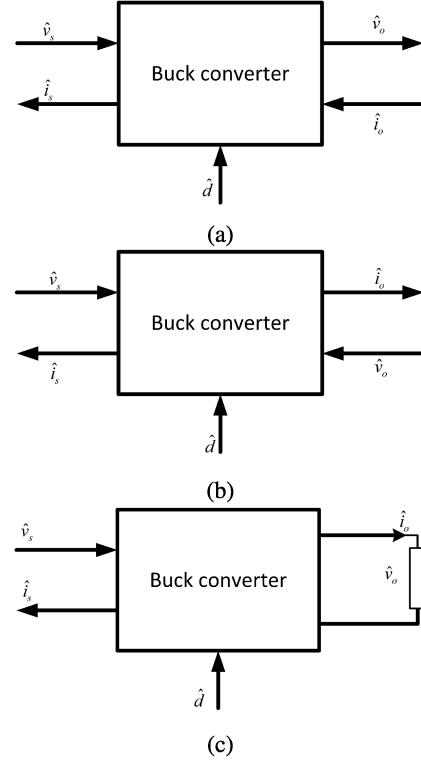 v̂s v̂o
Buck converter
îs îo
d̂
(a)
v̂s îo
Buck converter
îs v̂o
d̂
(b)
v̂s îo
Buck converter v̂o
îs
d̂
(c)